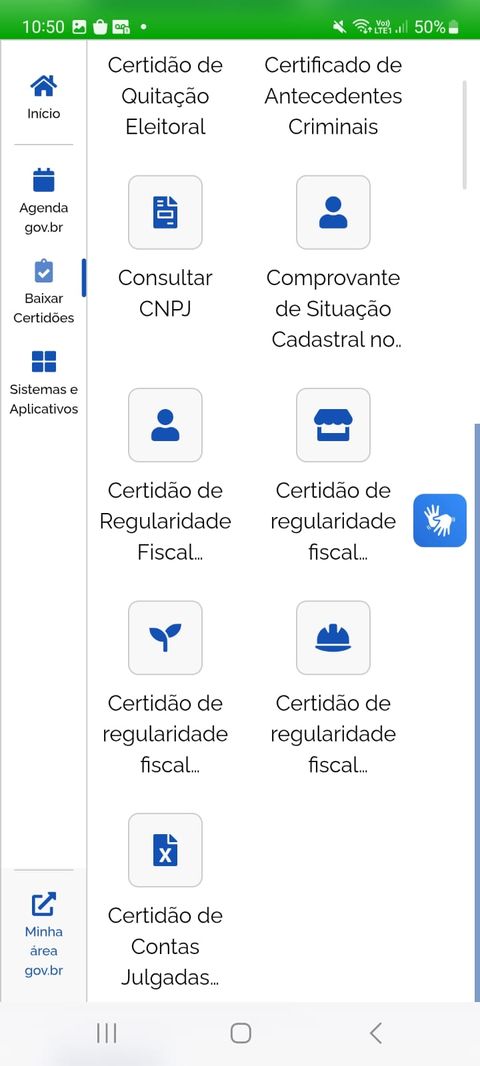 10:50
Vo))
LTE1
50%
Início
Agenda
gov.br
Baixar
Certidões
Sistemas e
Aplicativos
Certidão de
Quitação
Eleitoral
Certificado de
Antecedentes
Criminais
Consultar
CNPJ
Comprovante
de Situação
Cadastral no..
Certidão de
Regularidade
Fiscal...
Certidão de
regularidade
fiscal...
Certidão de
regularidade
fiscal...
Certidão de
regularidade
fiscal...
X
Certidão de
Contas
Julgadas...
Minha
área
gov.br